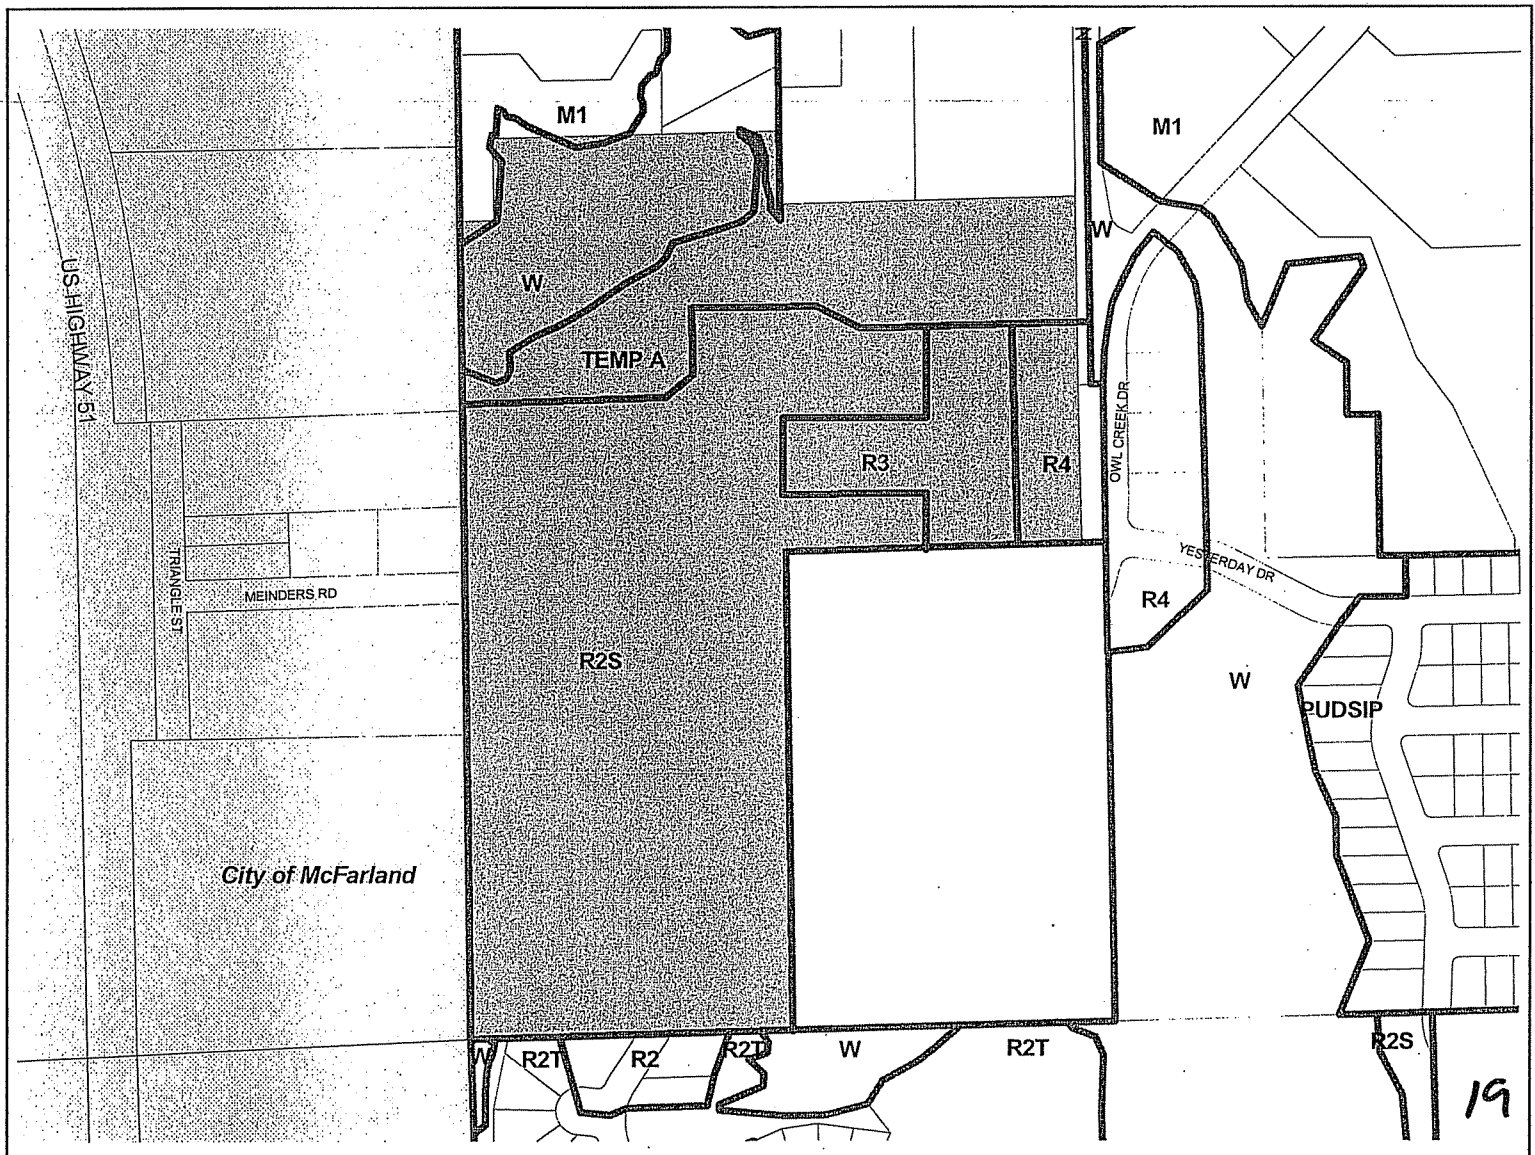 M1
M1
W
W
US HIGHWAY 51
TEMP A
OWL CREEK DR
R3
R4
YESTERDAY DR
TRIANGLE ST
MEINDERS RD
R4
R2S
W
PUDSIP
City of McFarland
W
R2T
R2
R2T
W
R2T
R2S
19